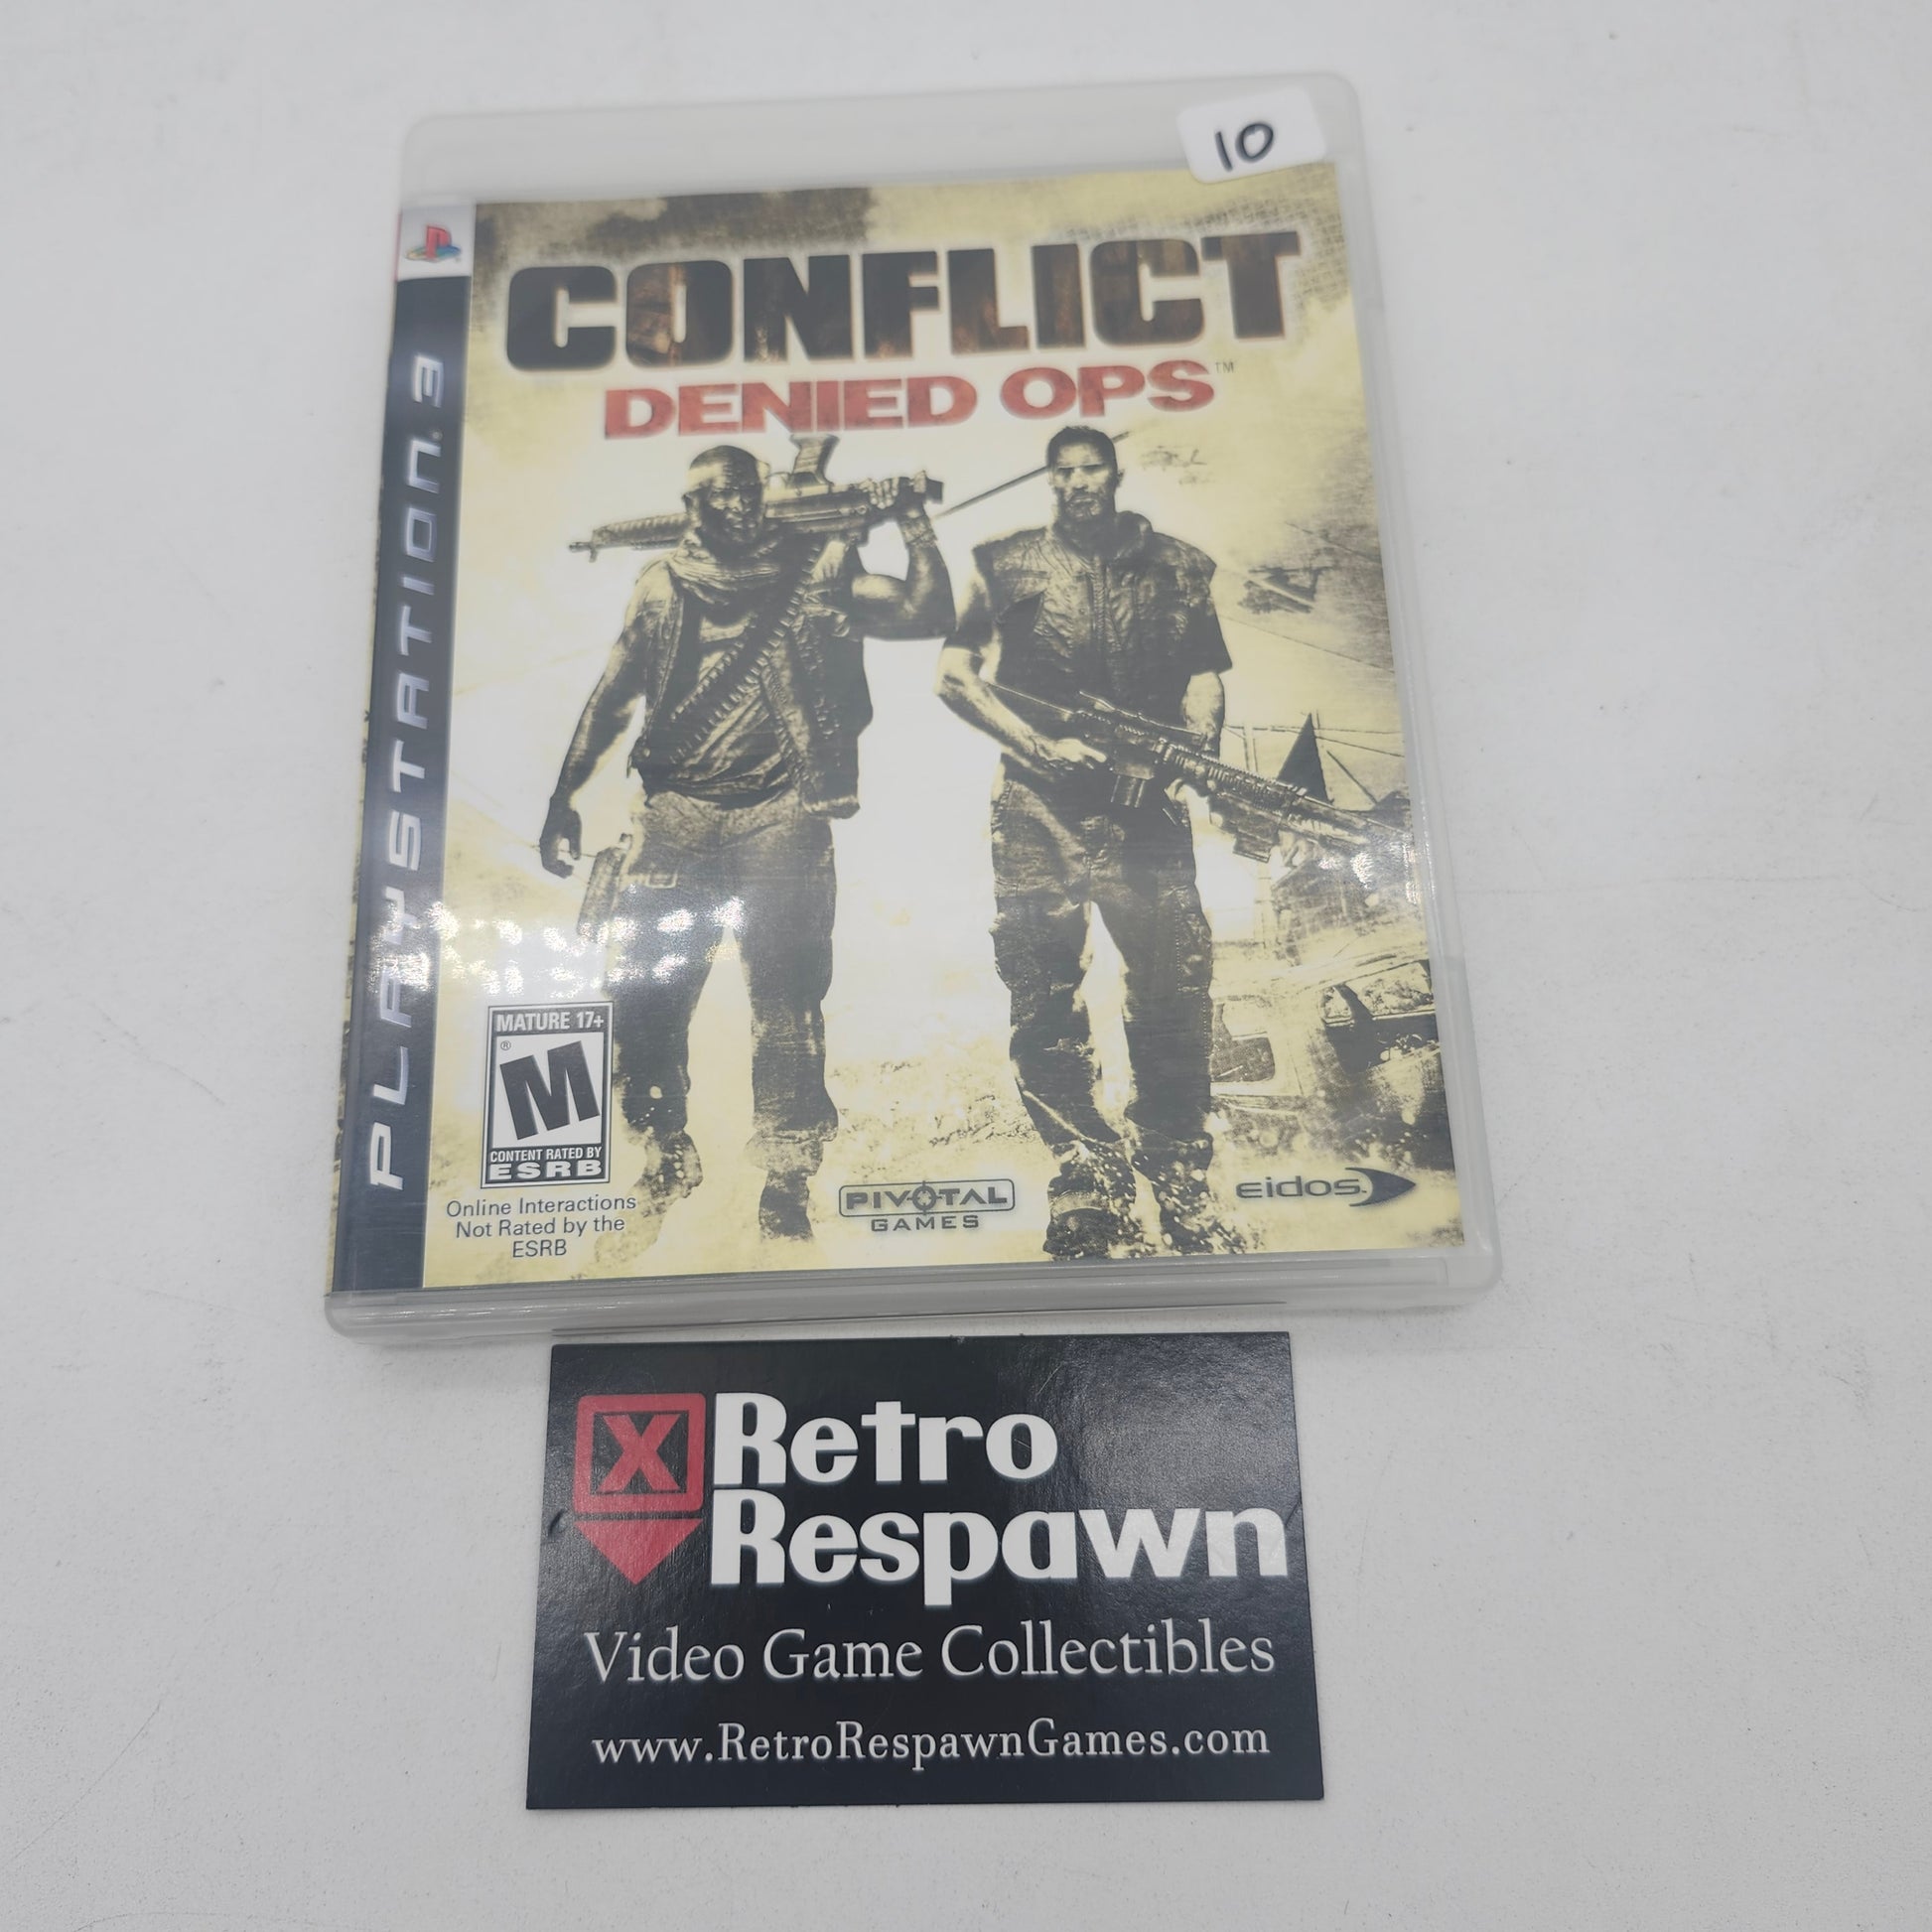 10
CONFLICT
DENIED OPS™
PLAYSTATION®3
MATURE 17+
®
M
CONTENT RATED BY
ESRB
Online Interactions
Not Rated by the
ESRB
PIVOTAL
GAMES
eidos
X
Retro
Respawn
Video Game Collectibles
www.RetroRespawnGames.com